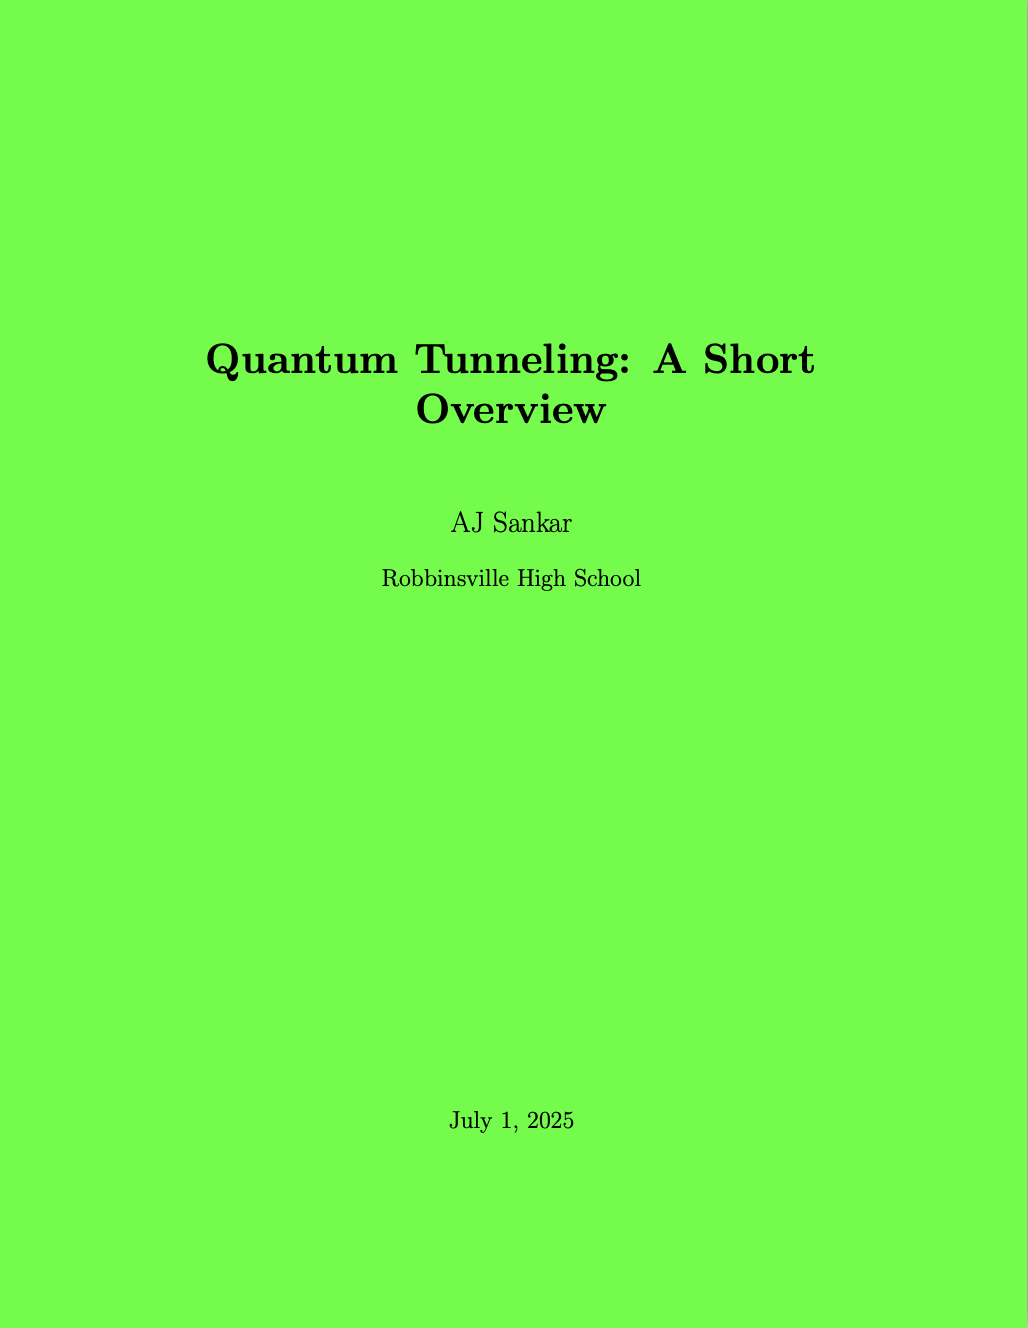 Quantum Tunneling: A Short
Overview
AJ Sankar
Robbinsville High School
July 1, 2025